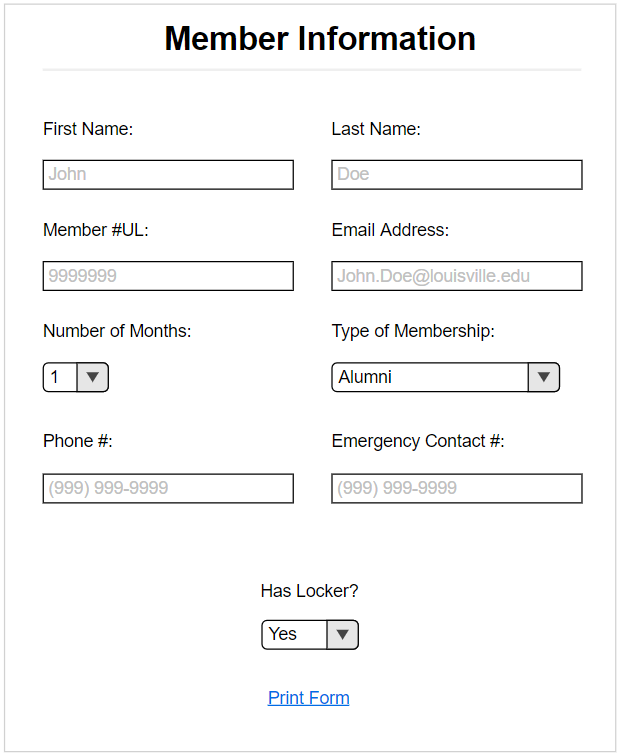 Member Information
First Name: Last Name:
John Doe
Member #UL: Email Address:
9999999 John.Doe@louisville.edu
Number of Months: Type of Membership:
1 Alumni
Phone #: Emergency Contact #:
(999) 999-9999 (999) 999-9999
Has Locker?
Yes
Print Form